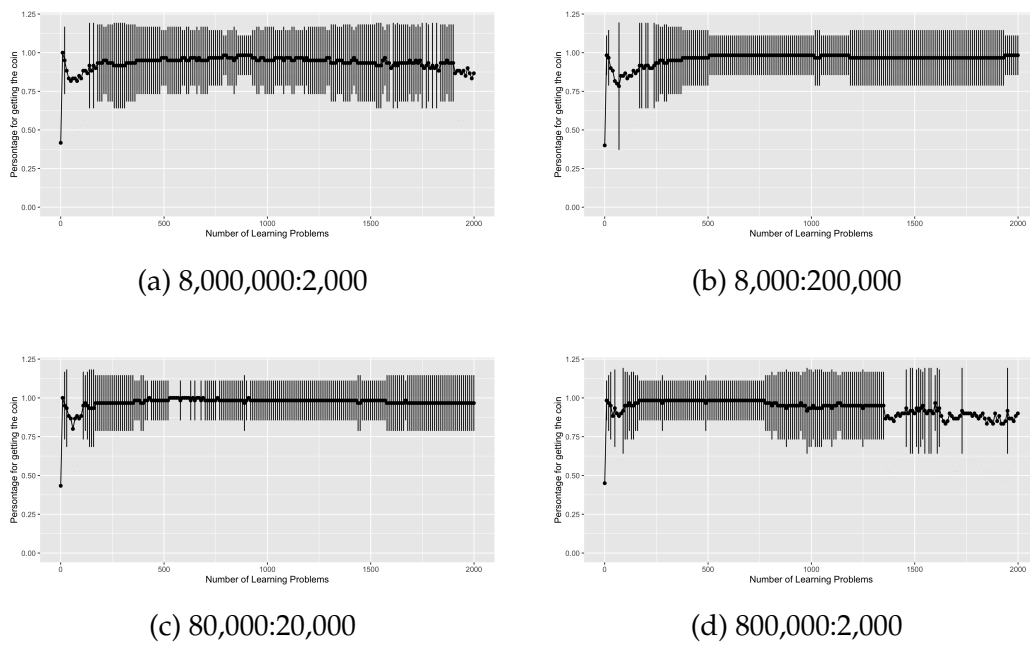 1.25
1.00
0.75
0.50
0.25
0.00
Persontage for getting the coin
0 500 1000 1500 2000
Number of Learning Problems
(a) 8,000,000:2,000
1.25
1.00
0.75
0.50
0.25
0.00
Persontage for getting the coin
0 500 1000 1500 2000
Number of Learning Problems
(b) 8,000:200,000
1.25
1.00
0.75
0.50
0.25
0.00
Persontage for getting the coin
0 500 1000 1500 2000
Number of Learning Problems
(c) 80,000:20,000
1.25
1.00
0.75
0.50
0.25
0.00
Persontage for getting the coin
0 500 1000 1500 2000
Number of Learning Problems
(d) 800,000:2,000